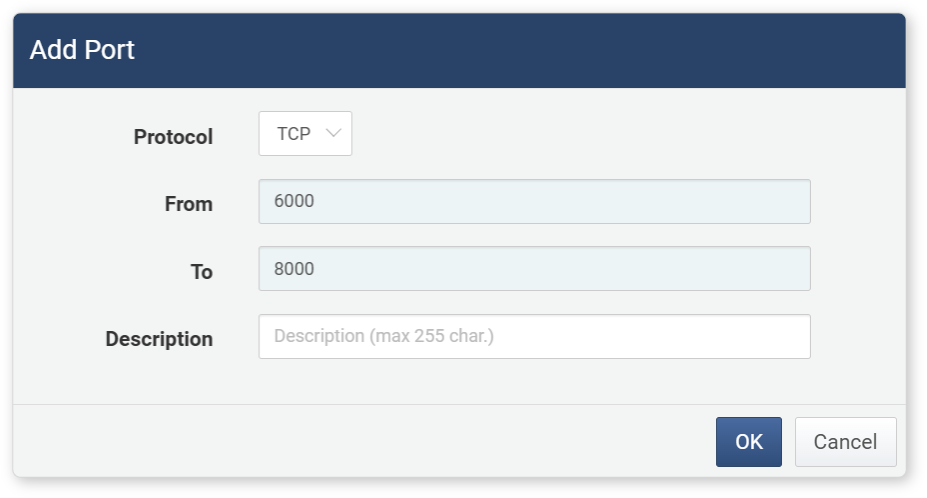 Add Port
Protocol TCP
From 6000
To 8000
Description Description (max 255 char.)
OK Cancel